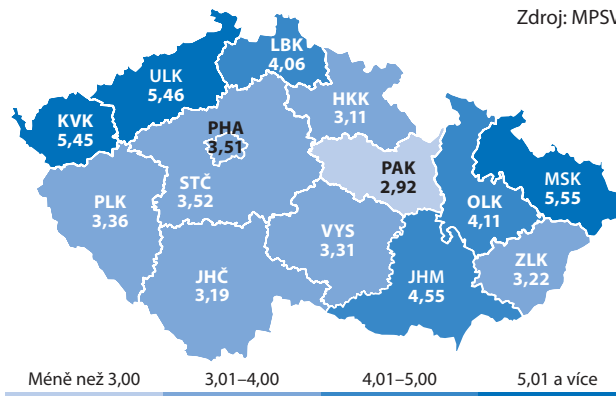 Zdroj: MPSV
LBK
4,06
ULK
5,46
HKK
3,11
KVK
5,45
PHA
3,51
PAK
2,92
MSK
5,55
STČ
3,52
PLK
3,36
OLK
4,11
VYS
3,31
ZLK
3,22
JHČ
3,19
JHM
4,55
Méně než 3,00 3,01–4,00 4,01–5,00 5,01 a více